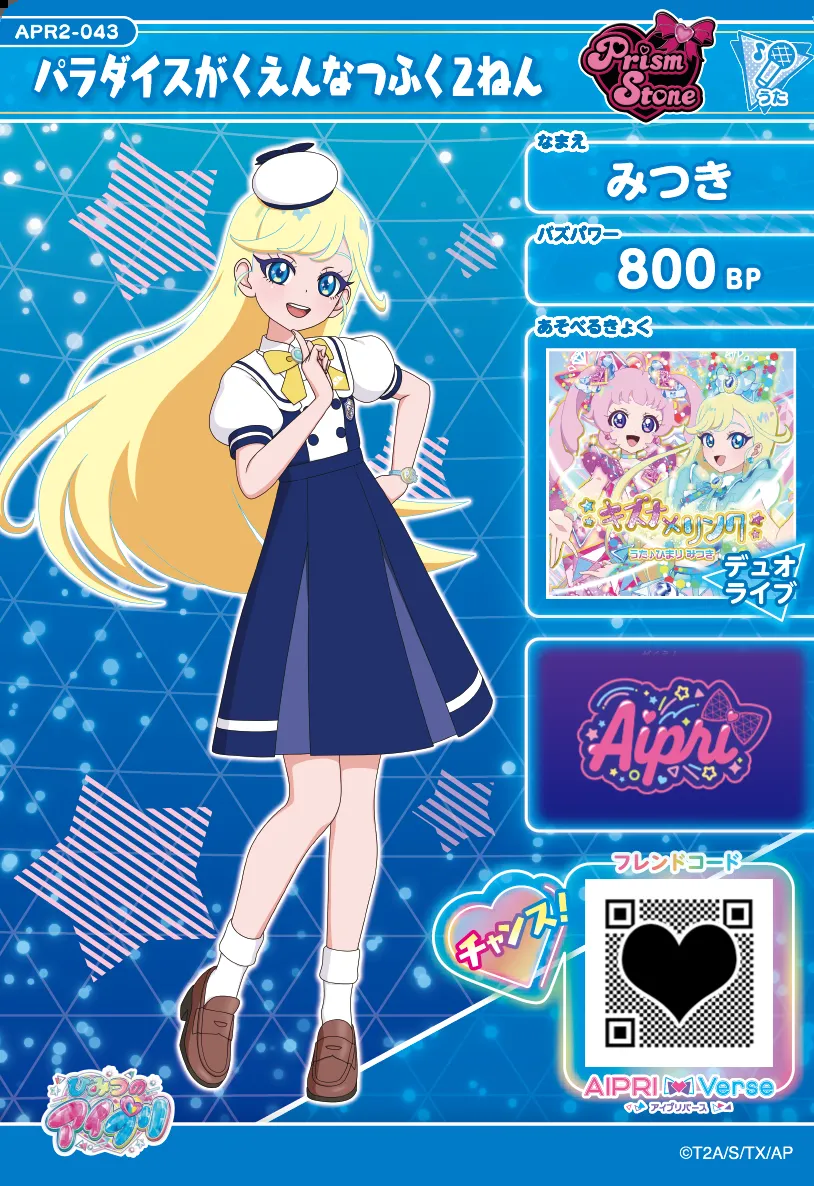 APR2-043
パラダイスがくえんなつふく2ねん
Prism
Stone
うた
なまえ
みつき
バズパワー
800 BP
あそべるきょく
キズナメリンク
うた♪ひまり みつき
デュオ
ライブ
Aipri
フレンドコード
チャンス!
AIPRI Verse
アイプリバース
ひみつの
アイプリ
©T2A/S/TX/AP